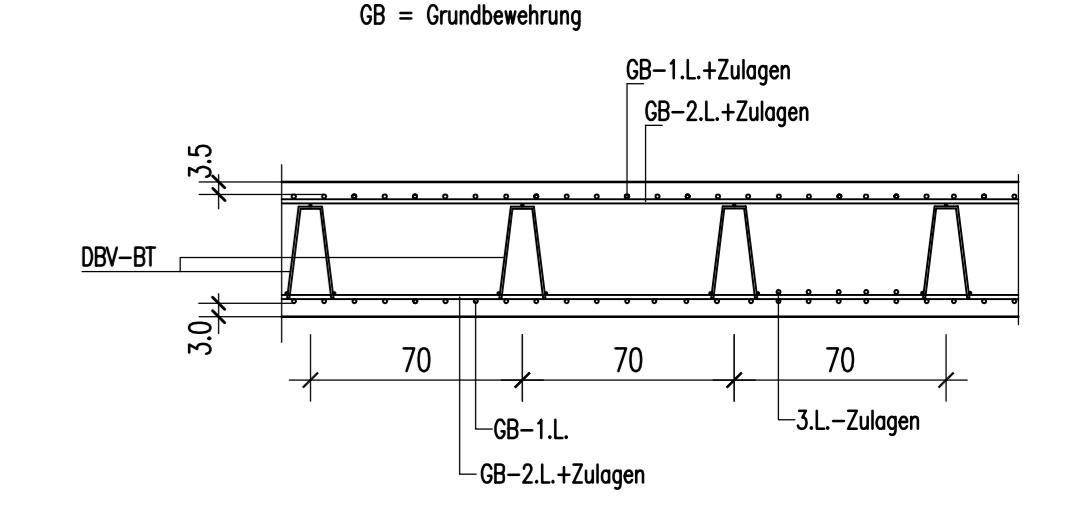 GB = Grundbewehrung
GB-1.L.+Zulagen
GB-2.L.+Zulagen
3.5
DBV-BT
3.0
70
70
70
3.L.-Zulagen
GB-1.L.
GB-2.L.+Zulagen